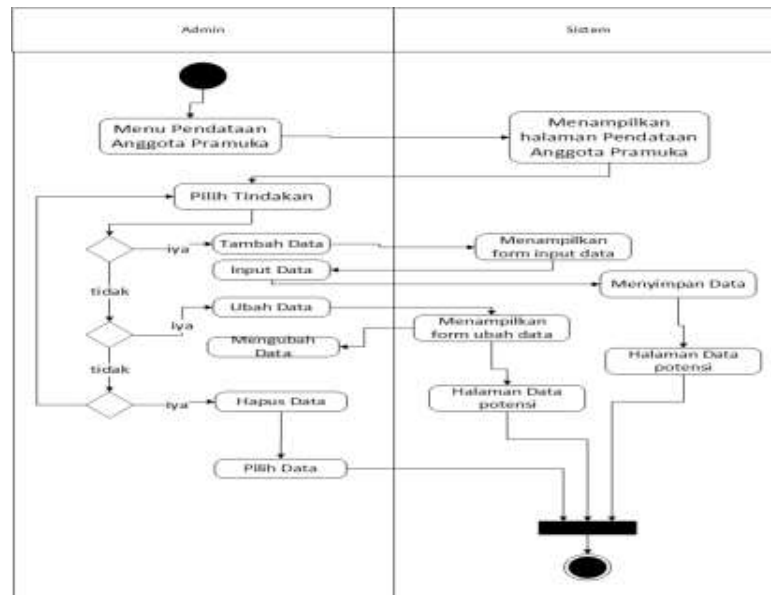 Admin
Sistem
Menu Pendataan
Anggota Pramuka
Menampilkan
halaman Pendataan
Anggota Pramuka
Pilih Tindakan
iya
Tambah Data
Menampilkan
form input data
Input Data
Menyimpan Data
tidak
iya
Ubah Data
Menampilkan
form ubah data
Mengubah
Data
Halaman Data
potensi
tidak
iya
Hapus Data
Halaman Data
potensi
Pilih Data